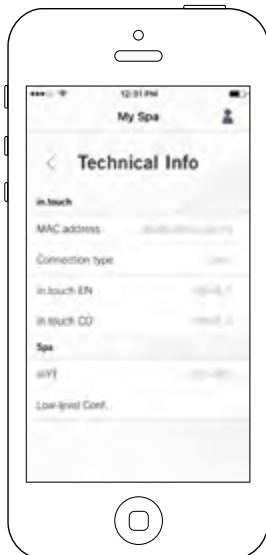 12:01 PM
My Spa
Technical Info
in.touch
MAC address
Connection type
in.touch EN
in.touch CO
Spa
Low-level Conf.